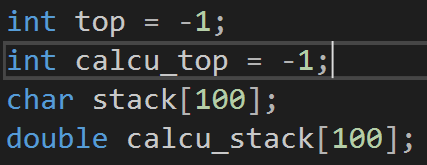 int top = -1;
int calcu_top = -1;
char stack[100];
double calcu_stack[100];